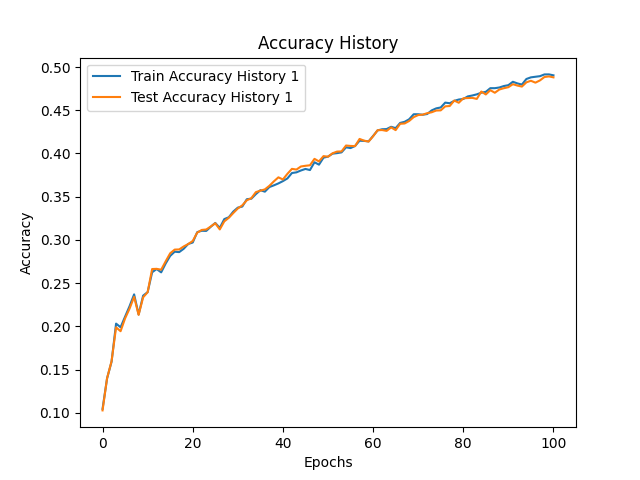 Accuracy History
Train Accuracy History 1
Test Accuracy History 1
0.50
0.45
0.40
0.35
0.30
0.25
0.20
0.15
0.10
Accuracy
0 20 40 60 80 100
Epochs